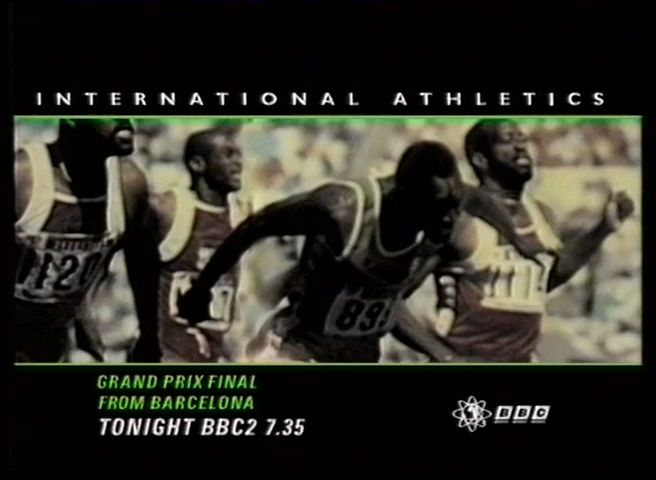 INTERNATIONAL ATHLETICS
GRAND PRIX FINAL
FROM BARCELONA
TONIGHT BBC2 7.35
BBC